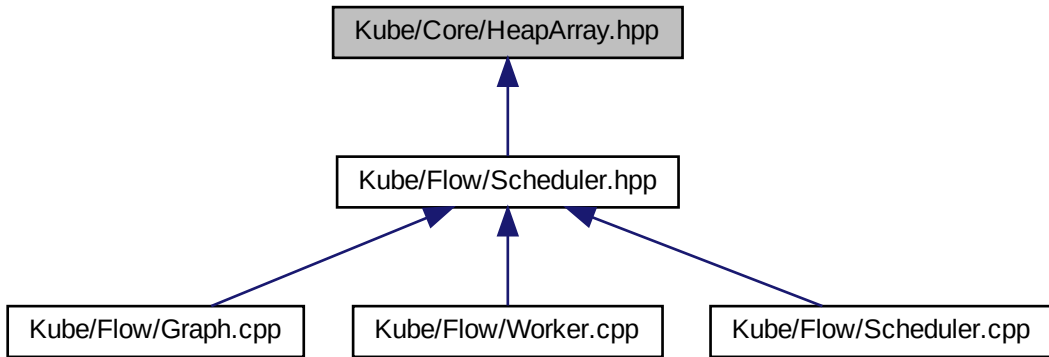 Kube/Core/HeapArray.hpp
Kube/Flow/Scheduler.hpp
Kube/Flow/Graph.cpp
Kube/Flow/Worker.cpp
Kube/Flow/Scheduler.cpp